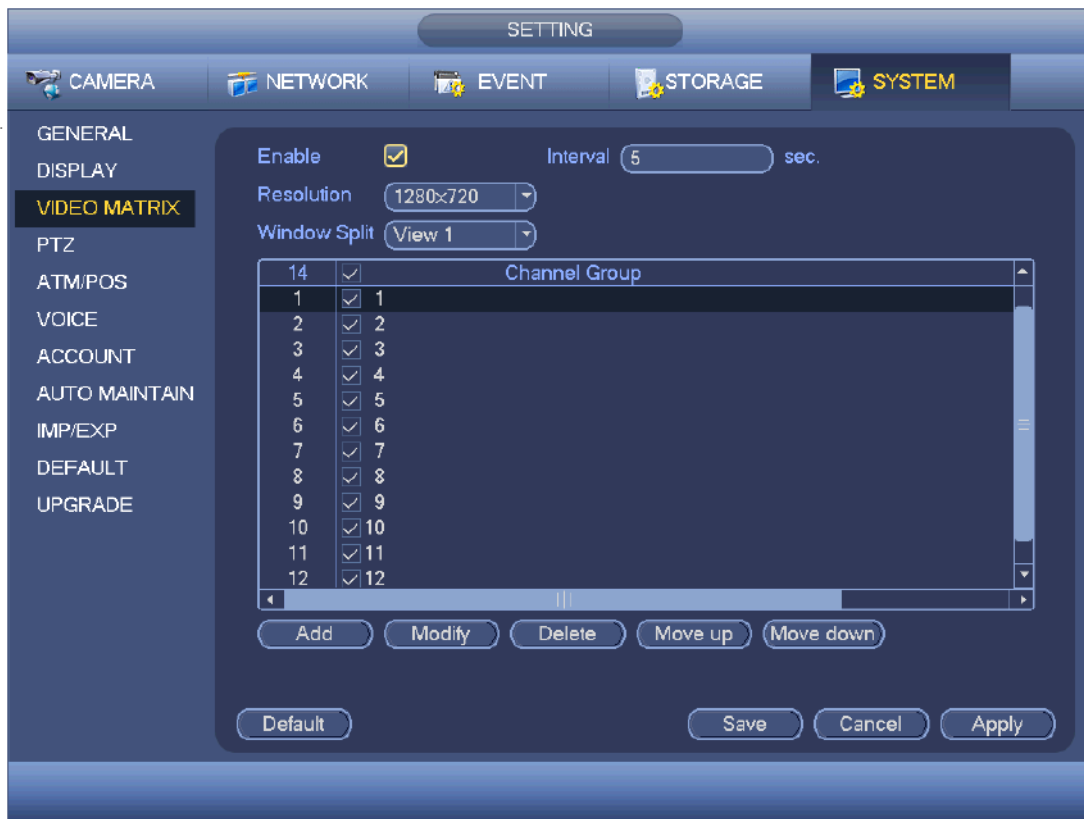 SETTING
CAMERA NETWORK EVENT STORAGE SYSTEM
GENERAL
DISPLAY
VIDEO MATRIX
PTZ
ATM/POS
VOICE
ACCOUNT
AUTO MAINTAIN
IMP/EXP
DEFAULT
UPGRADE
Enable Interval 5 sec.
Resolution 1280×720
Window Split View 1
14 Channel Group
1 1
2 2
3 3
4 4
5 5
6 6
7 7
8 8
9 9
10 10
11 11
12 12
Add Modify Delete Move up Move down
Default Save Cancel Apply